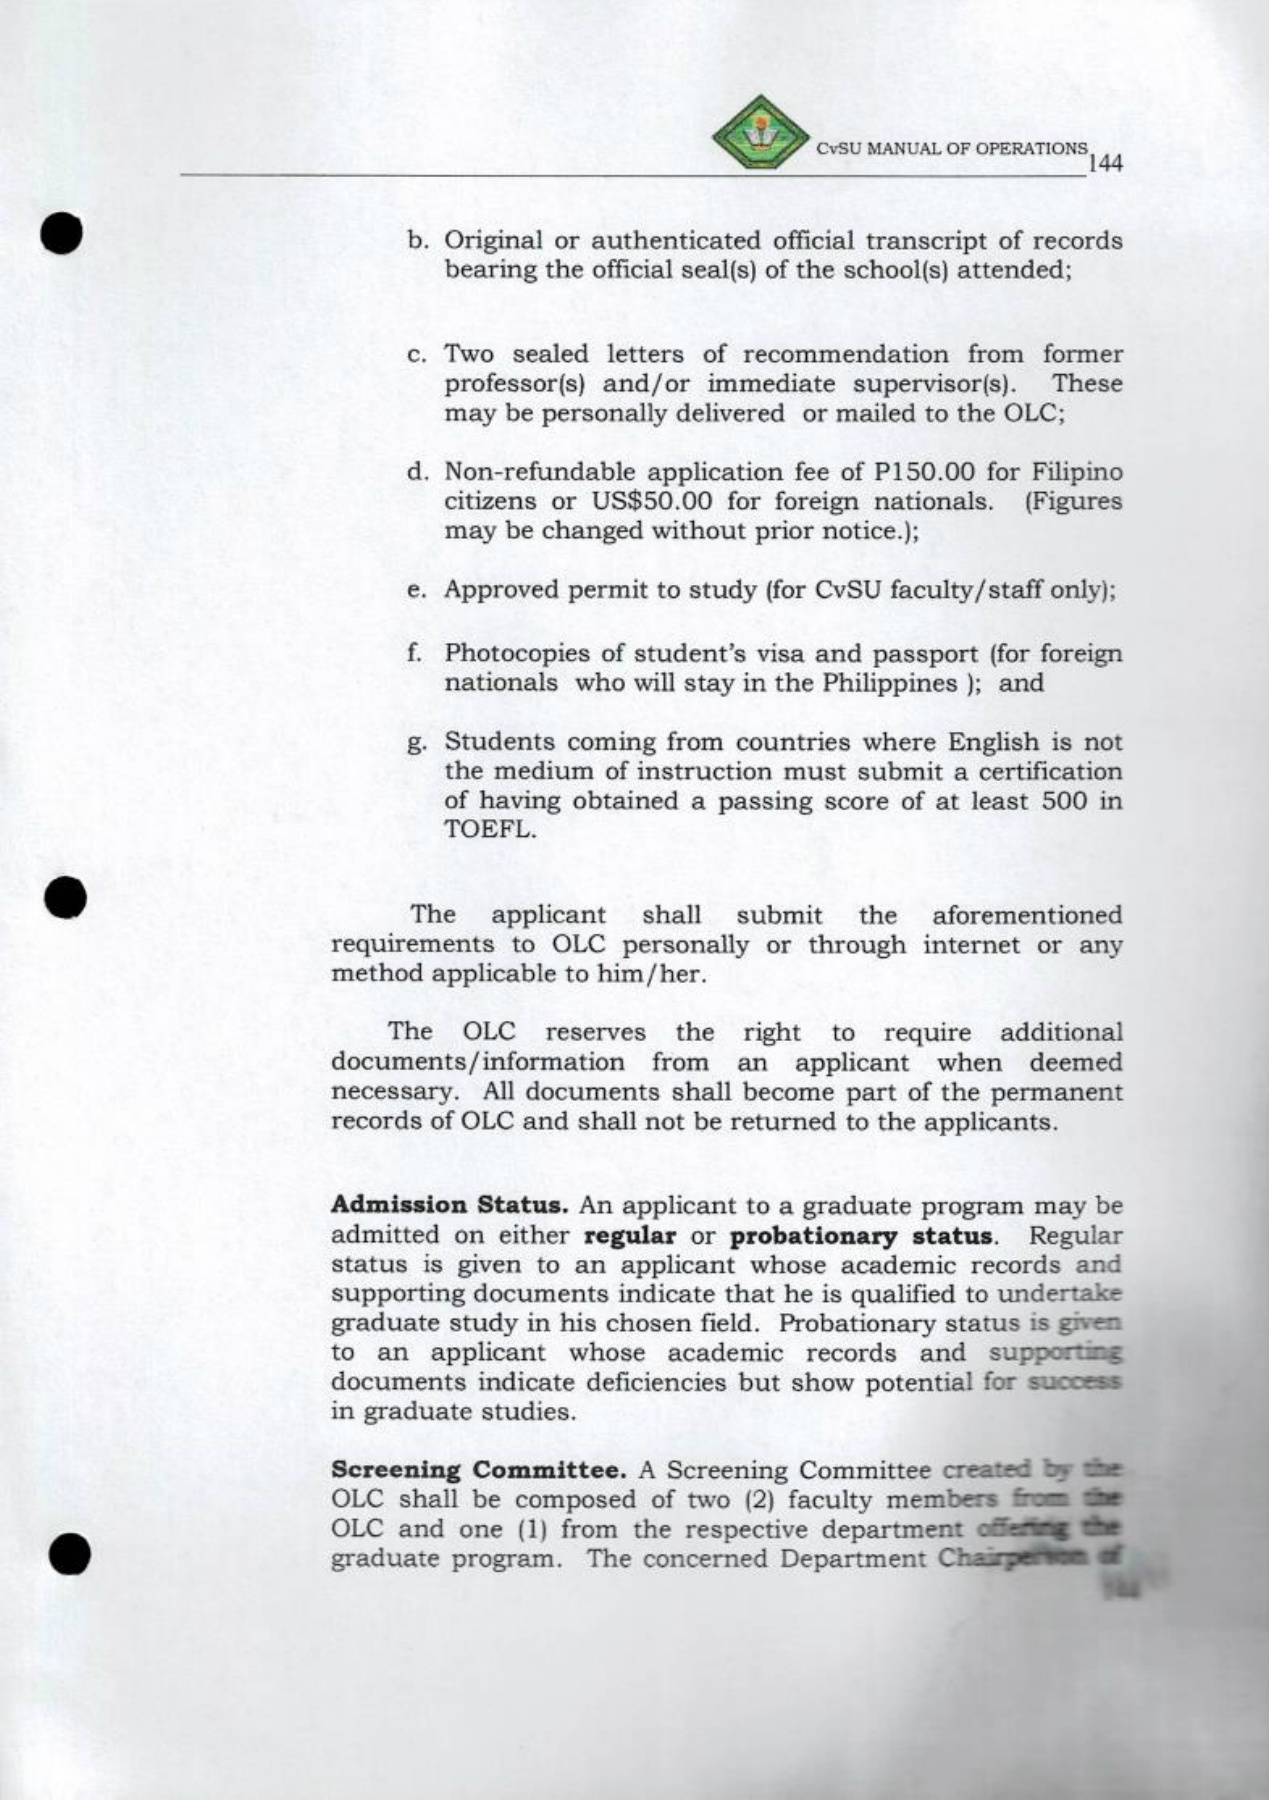 CvSU MANUAL OF OPERATIONS 144
b. Original or authenticated official transcript of records
bearing the official seal(s) of the school(s) attended;
c. Two sealed letters of recommendation from former
professor(s) and/or immediate supervisor(s). These
may be personally delivered or mailed to the OLC;
d. Non-refundable application fee of P150.00 for Filipino
citizens or US$50.00 for foreign nationals. (Figures
may be changed without prior notice.);
e. Approved permit to study (for CvSU faculty/staff only);
f. Photocopies of student's visa and passport (for foreign
nationals who will stay in the Philippines ); and
g. Students coming from countries where English is not
the medium of instruction must submit a certification
of having obtained a passing score of at least 500 in
TOEFL.
The applicant shall submit the aforementioned
requirements to OLC personally or through internet or any
method applicable to him/her.
The OLC reserves the right to require additional
documents/information from an applicant when deemed
necessary. All documents shall become part of the permanent
records of OLC and shall not be returned to the applicants.
Admission Status. An applicant to a graduate program may be
admitted on either regular or probationary status. Regular
status is given to an applicant whose academic records and
supporting documents indicate that he is qualified to undertake
graduate study in his chosen field. Probationary status is given
to an applicant whose academic records and supporting
documents indicate deficiencies but show potential for success
in graduate studies.
Screening Committee. A Screening Committee created by the
OLC shall be composed of two (2) faculty members from the
OLC and one (1) from the respective department offering the
graduate program. The concerned Department Chairperson of